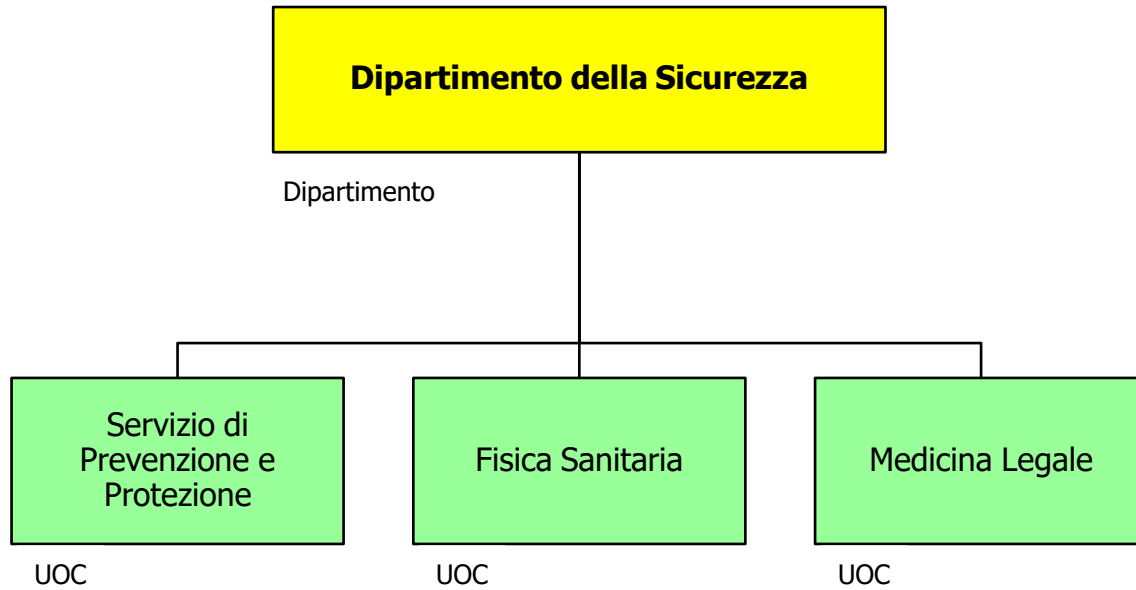 Dipartimento della Sicurezza
Dipartimento
Servizio di
Prevenzione e
Protezione
Fisica Sanitaria
Medicina Legale
UOC
UOC
UOC